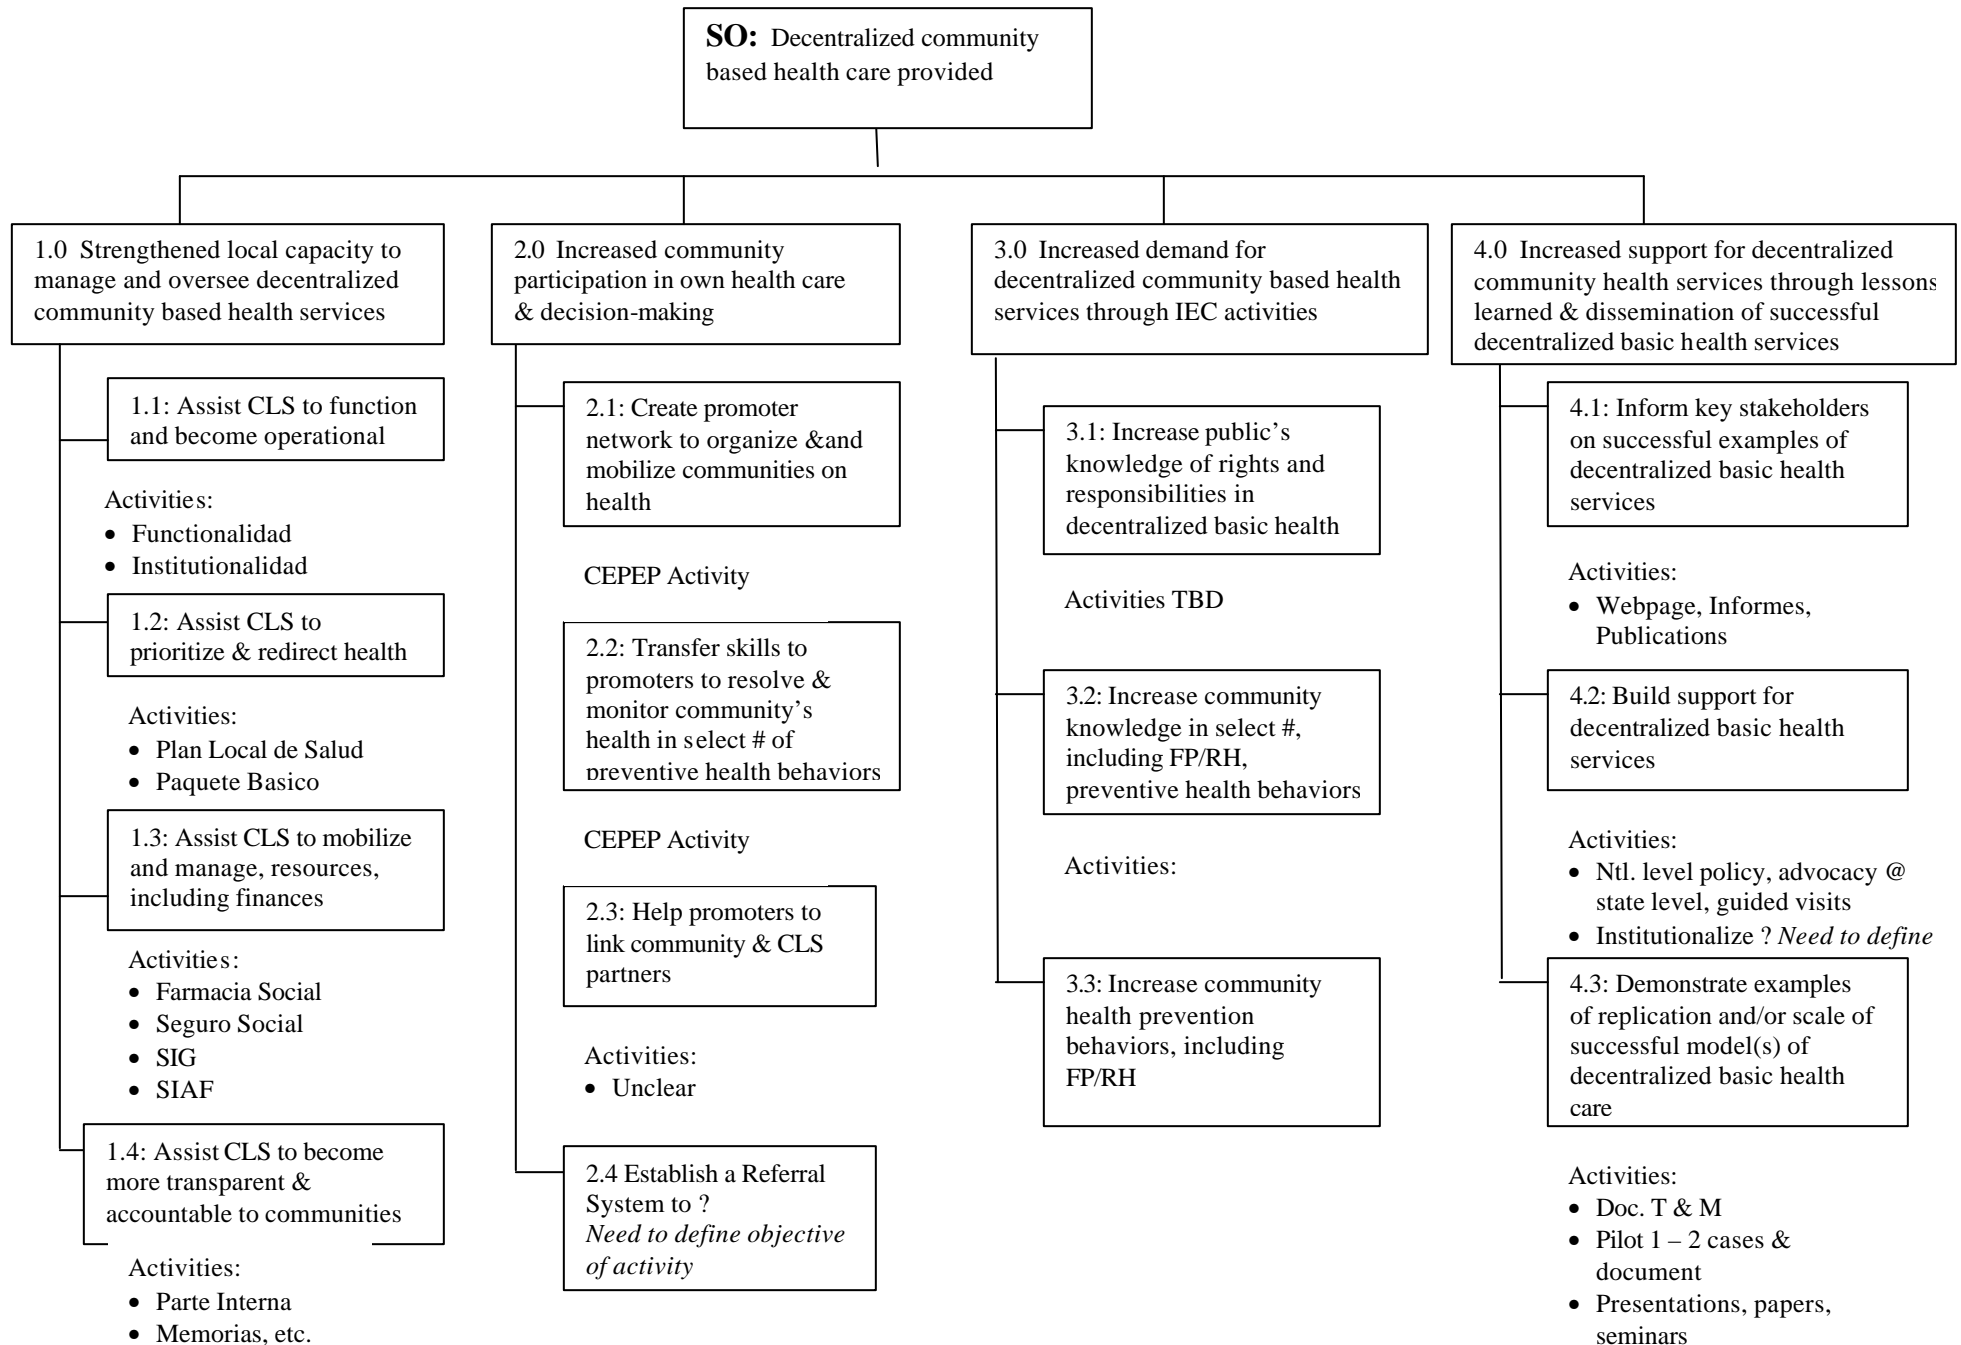 SO: Decentralized community
based health care provided
1.0 Strengthened local capacity to
manage and oversee decentralized
community based health services
1.1: Assist CLS to function
and become operational
Activities:
• Functionalidad
• Institutionalidad
1.2: Assist CLS to
prioritize & redirect health
Activities:
• Plan Local de Salud
• Paquete Basico
1.3: Assist CLS to mobilize
and manage, resources,
including finances
Activities:
• Farmacia Social
• Seguro Social
• SIG
• SIAF
1.4: Assist CLS to become
more transparent &
accountable to communities
Activities:
• Parte Interna
• Memorias, etc.
2.0 Increased community
participation in own health care
& decision-making
2.1: Create promoter
network to organize &and
mobilize communities on
health
CEPEP Activity
2.2: Transfer skills to
promoters to resolve &
monitor community's
health in select # of
preventive health behaviors
CEPEP Activity
2.3: Help promoters to
link community & CLS
partners
Activities:
• Unclear
2.4 Establish a Referral
System to ?
Need to define objective
of activity
3.0 Increased demand for
decentralized community based health
services through IEC activities
3.1: Increase public's
knowledge of rights and
responsibilities in
decentralized basic health
Activities TBD
3.2: Increase community
knowledge in select #,
including FP/RH,
preventive health behaviors
Activities:
3.3: Increase community
health prevention
behaviors, including
FP/RH
4.0 Increased support for decentralized
community health services through lessons
learned & dissemination of successful
decentralized basic health services
4.1: Inform key stakeholders
on successful examples of
decentralized basic health
services
Activities:
• Webpage, Informes,
Publications
4.2: Build support for
decentralized basic health
services
Activities:
• Ntl. level policy, advocacy @
state level, guided visits
• Institutionalize ? Need to define
4.3: Demonstrate examples
of replication and/or scale of
successful model(s) of
decentralized basic health
care
Activities:
• Doc. T & M
• Pilot 1 – 2 cases &
document
• Presentations, papers,
seminars